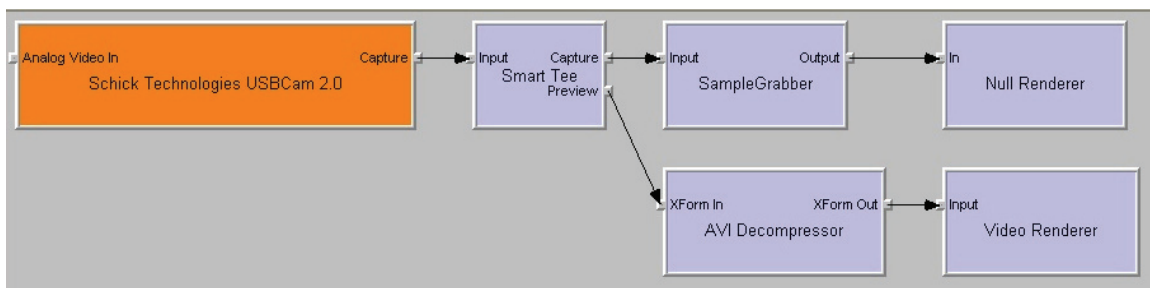 Analog Video In
Capture
Schick Technologies USBCam 2.0
Input
Capture
Smart Tee
Preview
Input
Output
SampleGrabber
In
Null Renderer
XForm In
XForm Out
AVI Decompressor
Input
Video Renderer